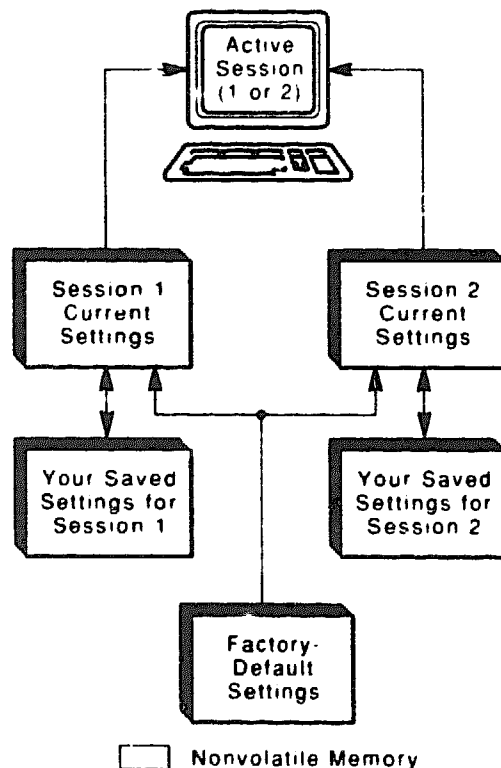 Active
Session
(1 or 2)
Session 1
Current
Settings
Session 2
Current
Settings
Your Saved
Settings for
Session 1
Your Saved
Settings for
Session 2
Factory-
Default
Settings
Nonvolatile Memory